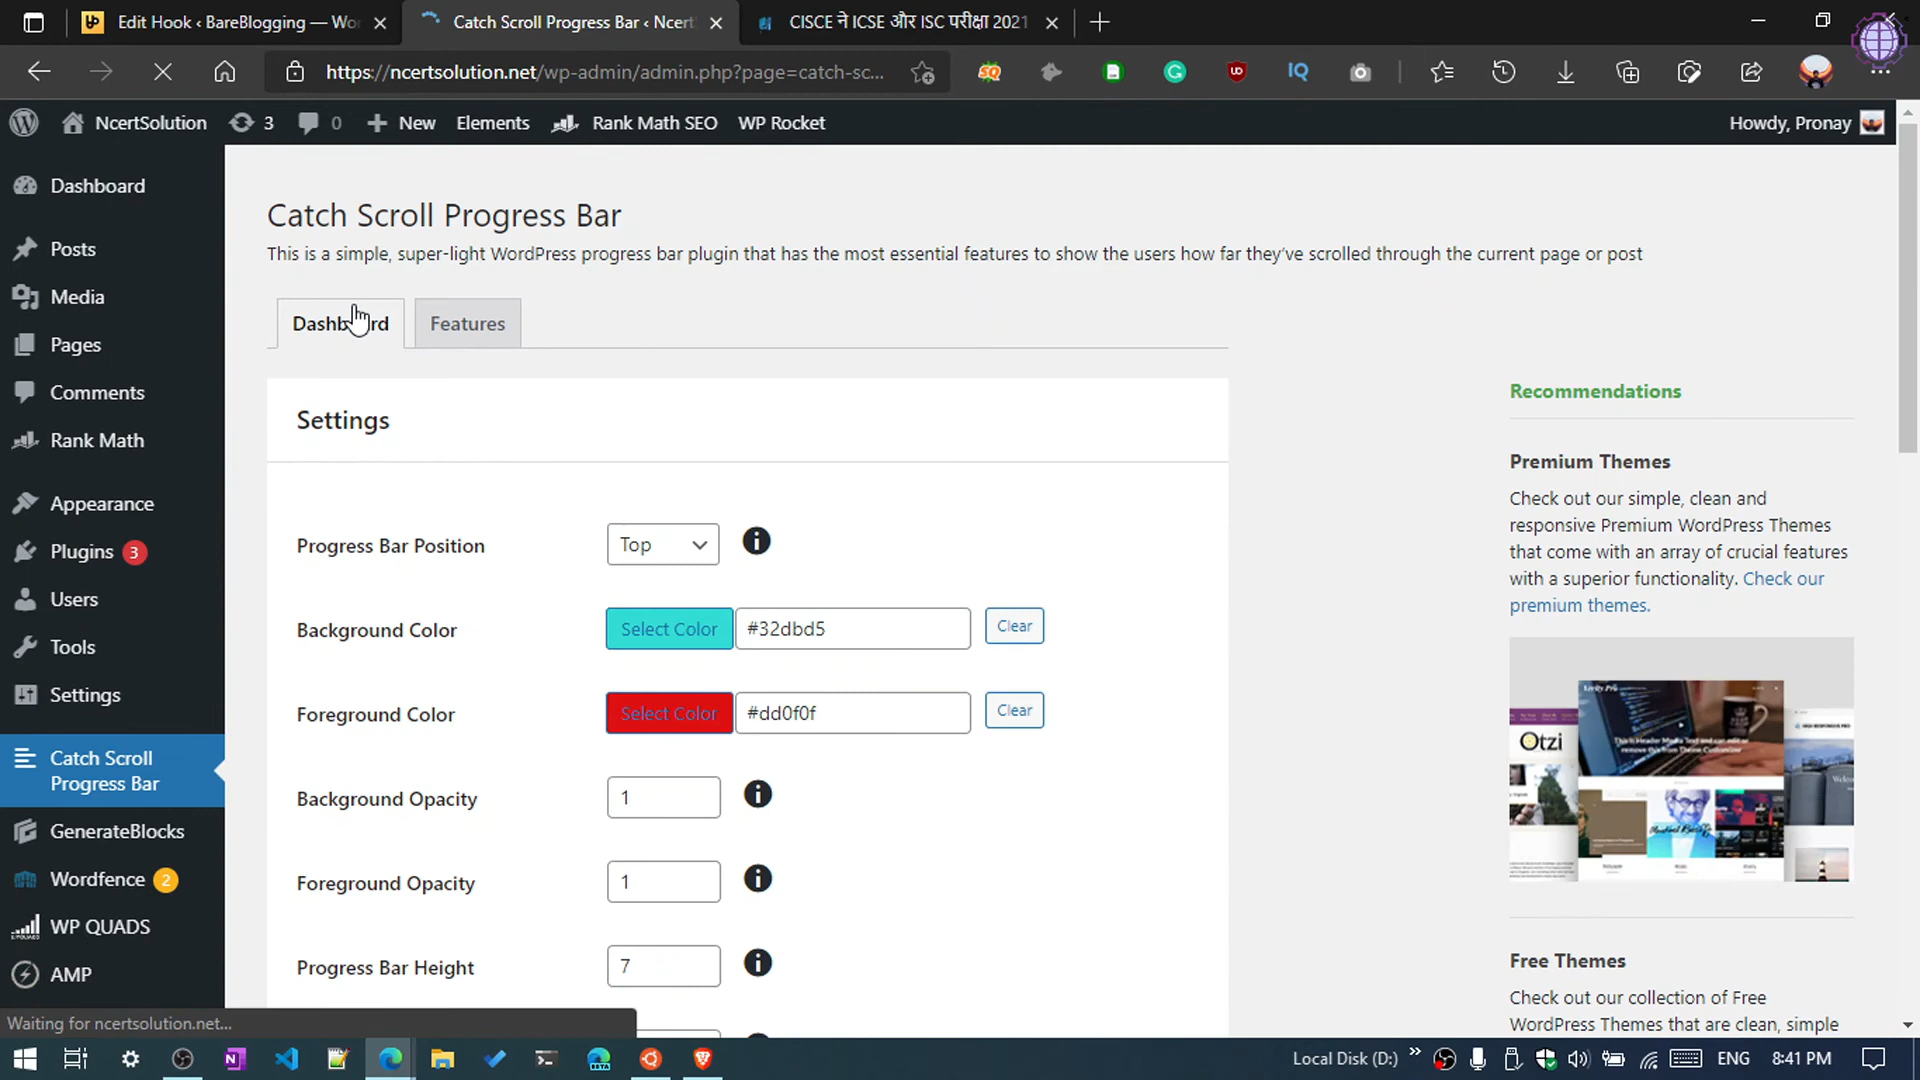 Edit Hook ‹ BareBlogging — Wor
Catch Scroll Progress Bar ‹ Ncert
CISCE ने ICSE और ISC परीक्षा 2021
https://ncertsolution.net/wp-admin/admin.php?page=catch-sc...
NcertSolution
3
0
New
Elements
Rank Math SEO
WP Rocket
Howdy, Pronay
Dashboard
Posts
Media
Pages
Comments
Rank Math
Appearance
Plugins 3
Users
Tools
Settings
Catch Scroll
Progress Bar
GenerateBlocks
Wordfence 2
WP QUADS
AMP
Catch Scroll Progress Bar
This is a simple, super-light WordPress progress bar plugin that has the most essential features to show the users how far they've scrolled through the current page or post
Dashboard
Features
Settings
Progress Bar Position
Top
Background Color
Select Color
#32dbd5
Clear
Foreground Color
Select Color
#dd0f0f
Clear
Background Opacity
1
Foreground Opacity
1
Progress Bar Height
7
Recommendations
Premium Themes
Check out our simple, clean and
responsive Premium WordPress Themes
that come with an array of crucial features
with a superior functionality. Check our
premium themes.
Otzi
Free Themes
Check out our collection of Free
WordPress Themes that are clean, simple
Waiting for ncertsolution.net...
Local Disk (D:)
ENG
8:41 PM